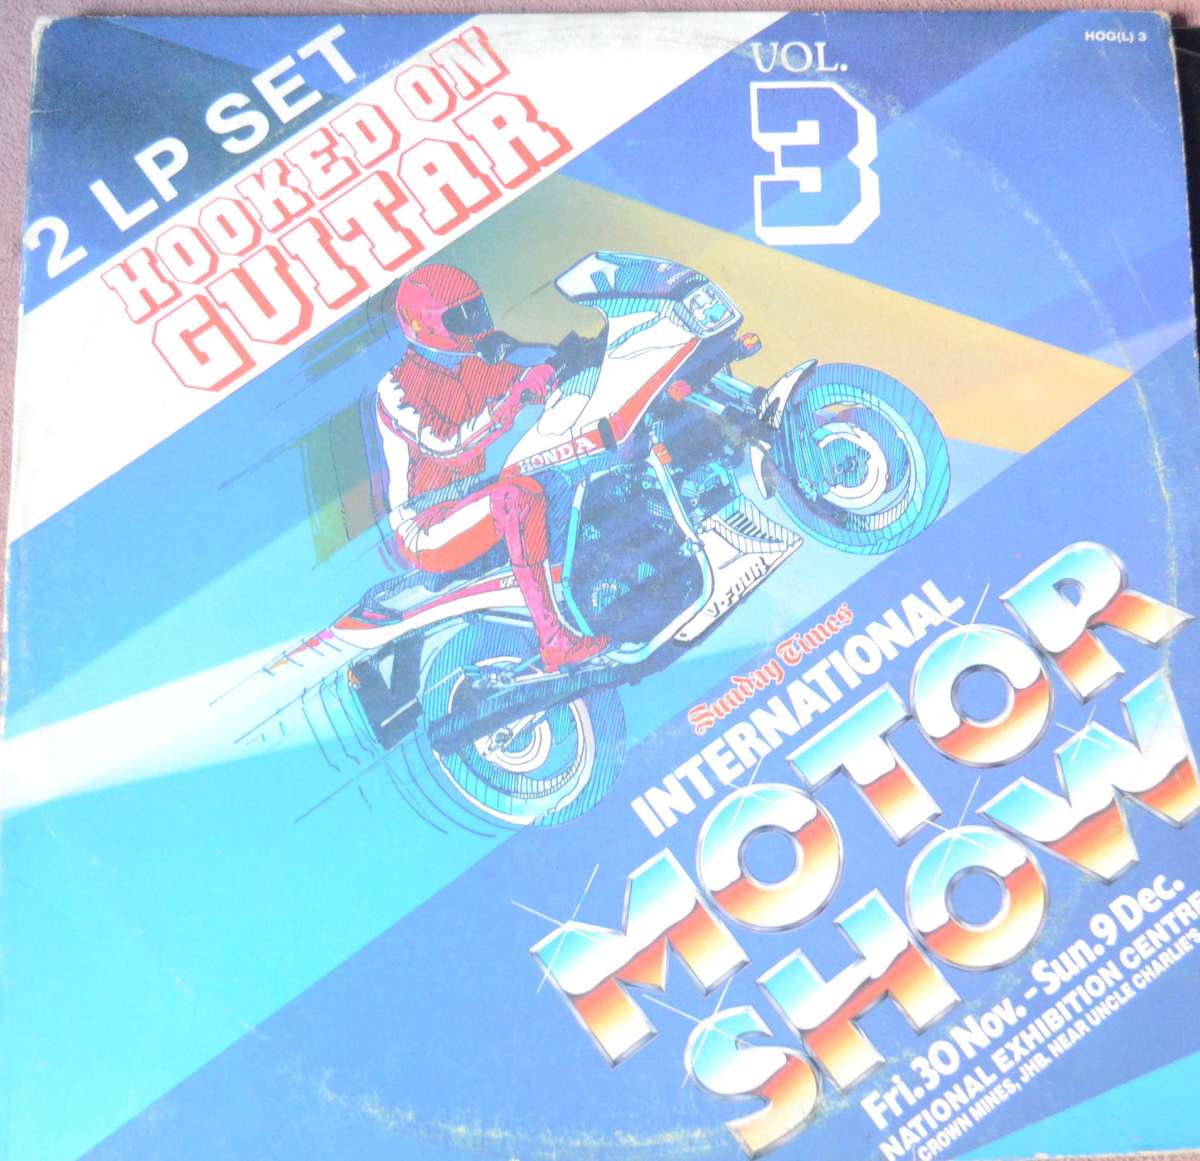 HOG(L) 3
2 LP SET
HOOKED ON
GUITAR
VOL.
3
HONDA
V-FOUR
Sunday Times
INTERNATIONAL
MOTOR
SHOW
Fri. 30 Nov. - Sun. 9 Dec.
NATIONAL EXHIBITION CENTRE
CROWN MINES, JHB. NEAR UNCLE CHARLIE'S